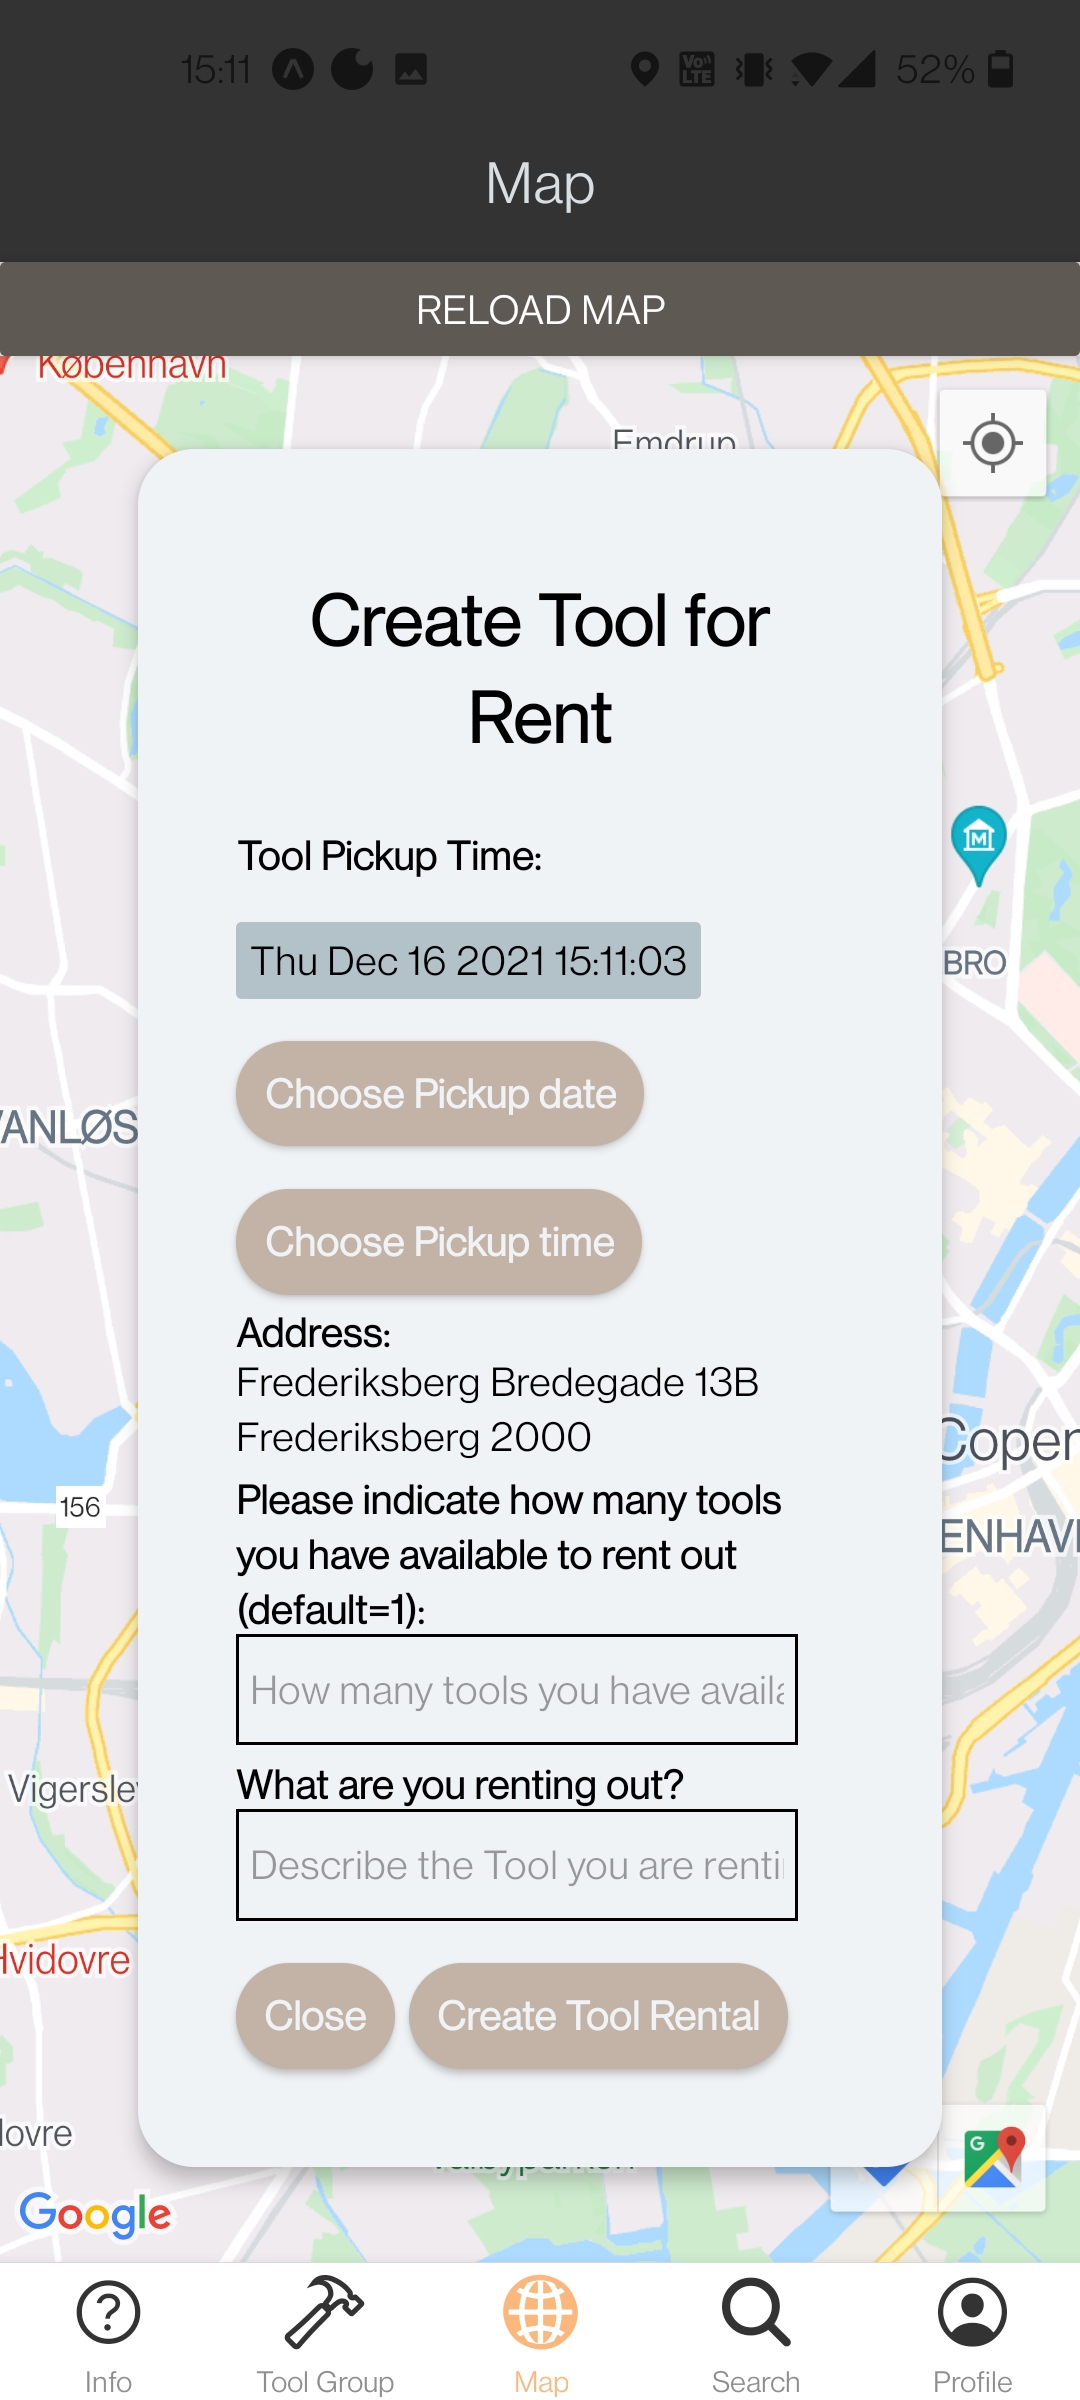 15:11
Vo LTE
52%
Map
RELOAD MAP
København
Emdrup
Create Tool for
Rent
Tool Pickup Time:
Thu Dec 16 2021 15:11:03
BRO
Choose Pickup date
ANLØS
Choose Pickup time
Address:
Frederiksberg Bredegade 13B
Frederiksberg 2000
Copen
Please indicate how many tools
156
you have available to rent out
ENHAV
(default=1):
How many tools you have availa
What are you renting out?
Vigerslev
Describe the Tool you are renti
Hvidovre
Close
Create Tool Rental
lovre
G
Google
Info
Tool Group
Map
Search
Profile